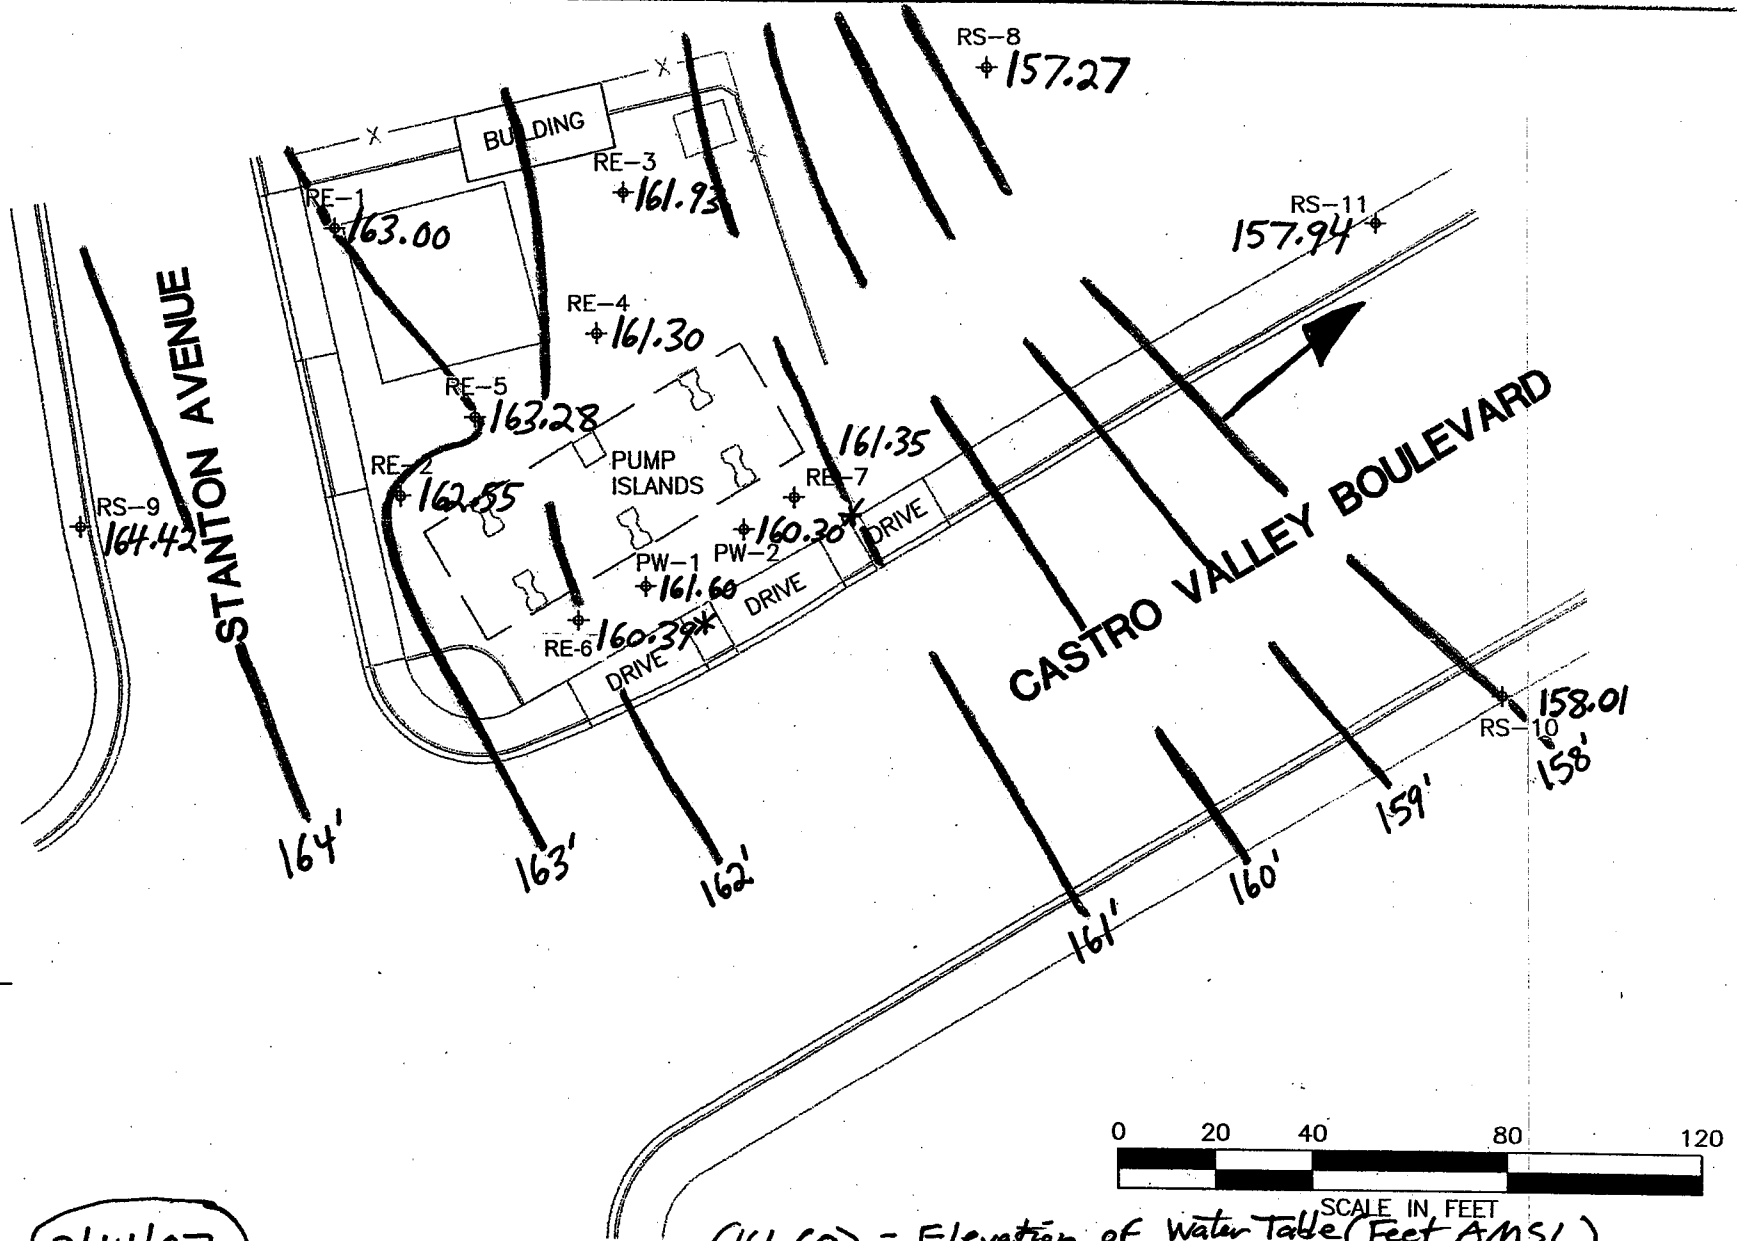 RS-8
157.27
BUILDING
RE-3
161.93
RE-1
163.00
RS-11
157.94
STANTON AVENUE
RE-4
161.30
RE-5
163.28
161.35
RE-2
162.55
PUMP
ISLANDS
RE-7
RS-9
164.42
160.30*
DRIVE
PW-2
PW-1
161.60
DRIVE
RE-6
160.39*
DRIVE
CASTRO VALLEY BOULEVARD
158.01
RS-10
158'
159'
160'
161'
162'
163'
164'
0 20 40 80 120
SCALE IN FEET
= Elevation of Water Table (Feet AMSL)